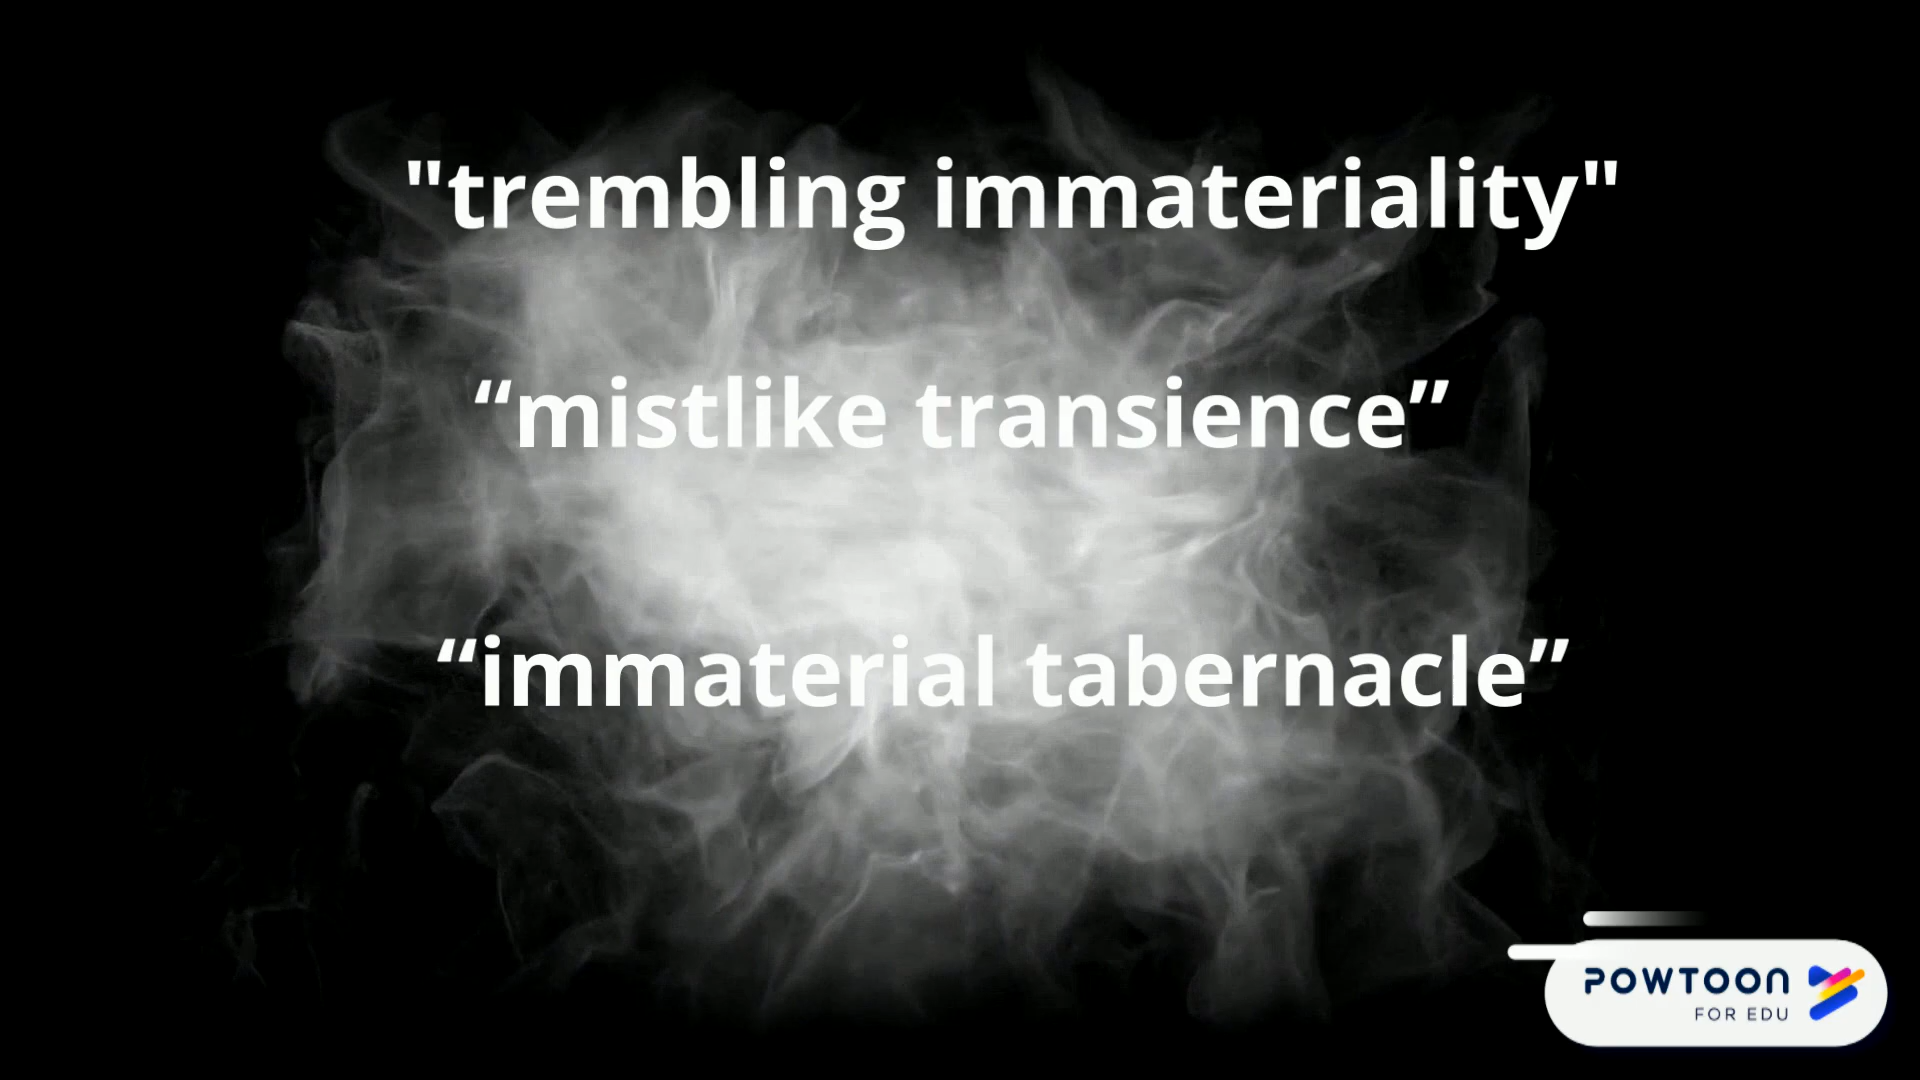 "trembling immateriality"
“mistlike transience”
“immaterial tabernacle”
POWTOON
FOR EDU